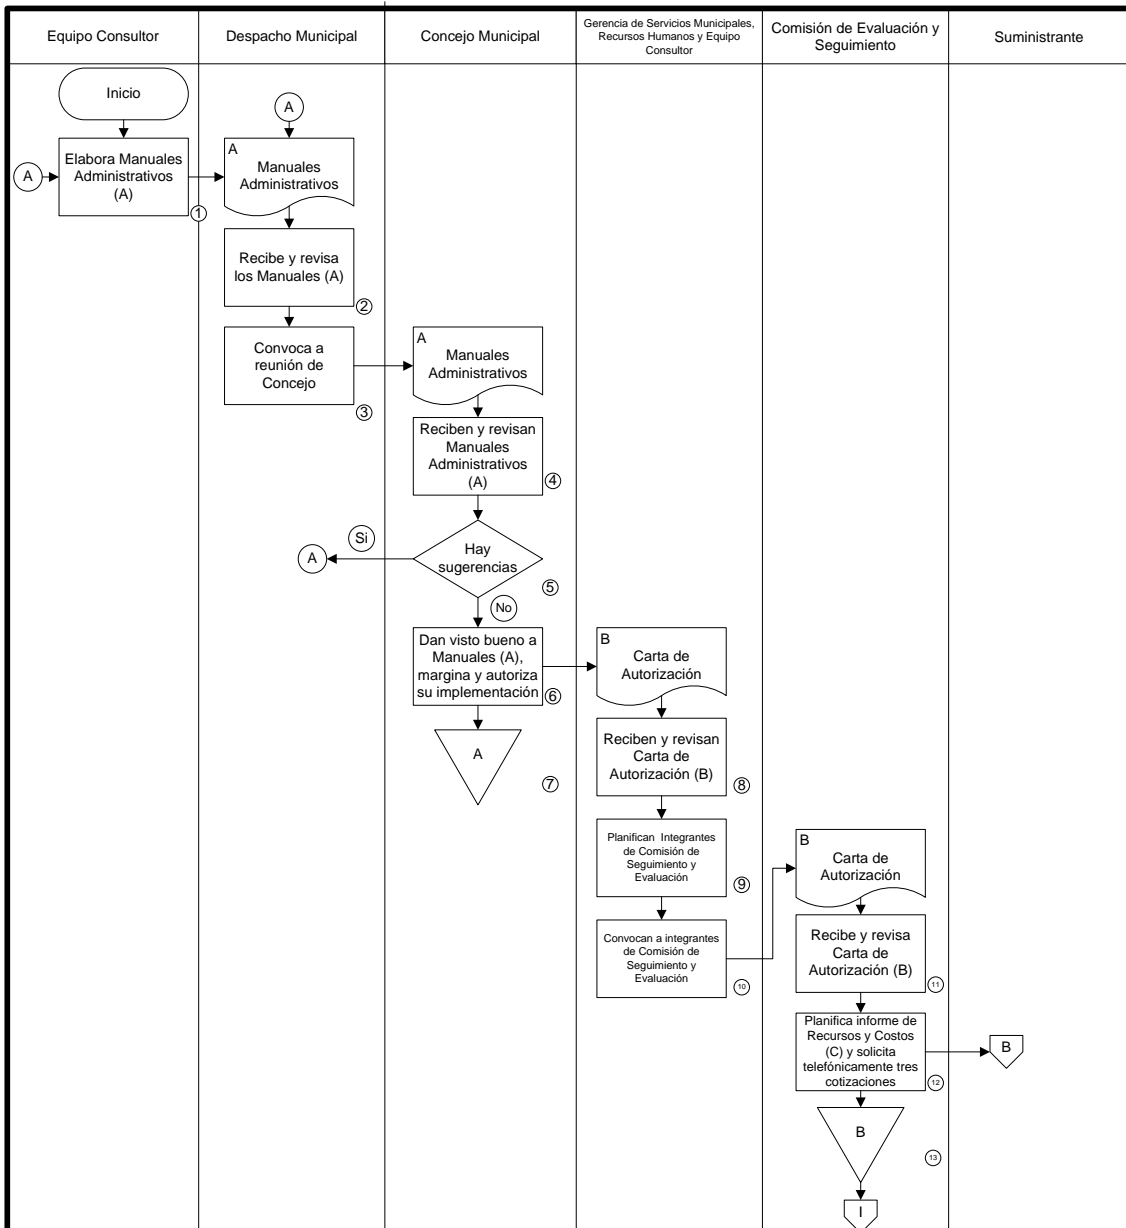 Equipo Consultor
Despacho Municipal
Concejo Municipal
Gerencia de Servicios Municipales,
Recursos Humanos y Equipo
Consultor
Comisión de Evaluación y
Seguimiento
Suministrante
Inicio
A
Elabora Manuales
Administrativos
(A)
1
A
A
Manuales
Administrativos
Recibe y revisa
los Manuales (A)
2
Convoca a
reunión de
Concejo
3
A
Manuales
Administrativos
Reciben y revisan
Manuales
Administrativos
(A)
4
Hay
sugerencias
5
Si
A
No
Dan visto bueno a
Manuales (A),
margina y autoriza
su implementación
6
A
7
B
Carta de
Autorización
Reciben y revisan
Carta de
Autorización (B)
8
Planifican Integrantes
de Comisión de
Seguimiento y
Evaluación
9
Convocan a integrantes
de Comisión de
Seguimiento y
Evaluación
10
B
Carta de
Autorización
Recibe y revisa
Carta de
Autorización (B)
11
Planifica informe de
Recursos y Costos
(C) y solicita
telefónicamente tres
cotizaciones
12
B
B
13
I